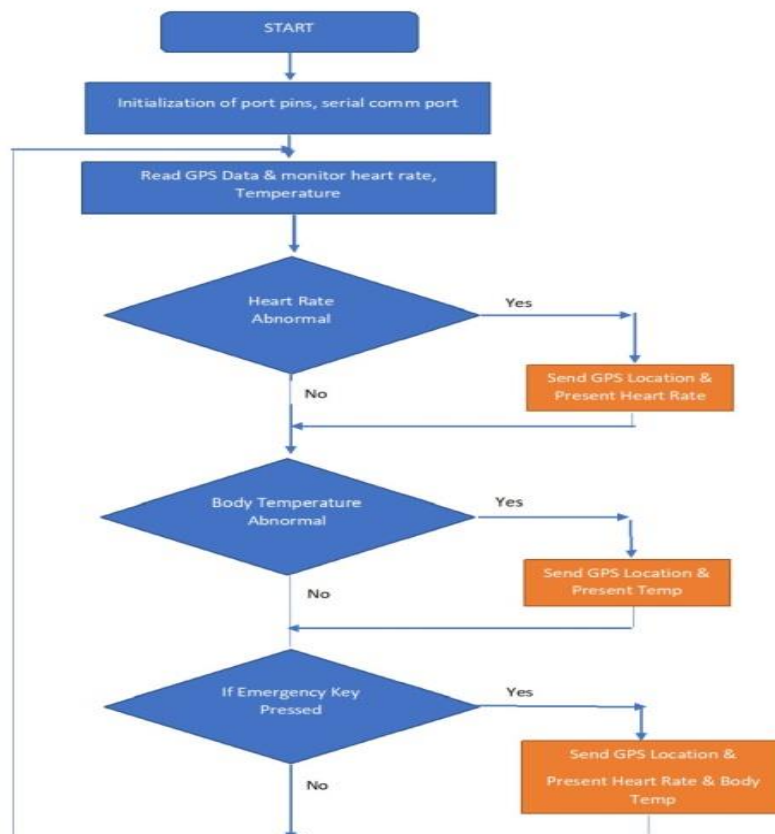 START
Initialization of port pins, serial comm port
Read GPS Data & monitor heart rate,
Temperature
Heart Rate
Abnormal
Yes
Send GPS Location &
Present Heart Rate
No
Body Temperature
Abnormal
Yes
Send GPS Location &
Present Temp
No
If Emergency Key
Pressed
Yes
Send GPS Location &
Present Heart Rate & Body
Temp
No